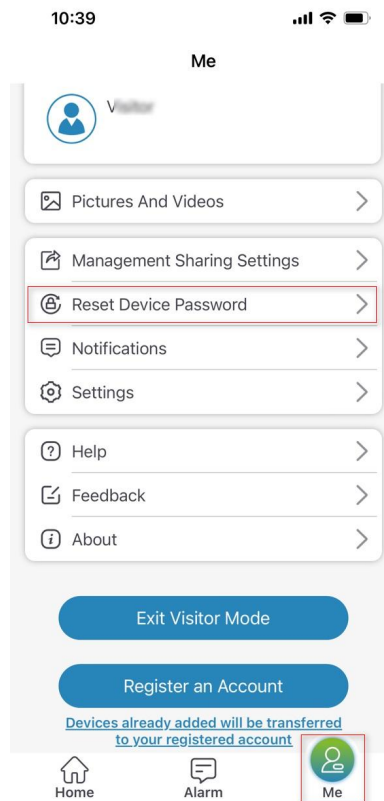 10:39
Me
Pictures And Videos
Management Sharing Settings
Reset Device Password
Notifications
Settings
Help
Feedback
About
Exit Visitor Mode
Register an Account
Devices already added will be transferred
to your registered account
Home Alarm Me